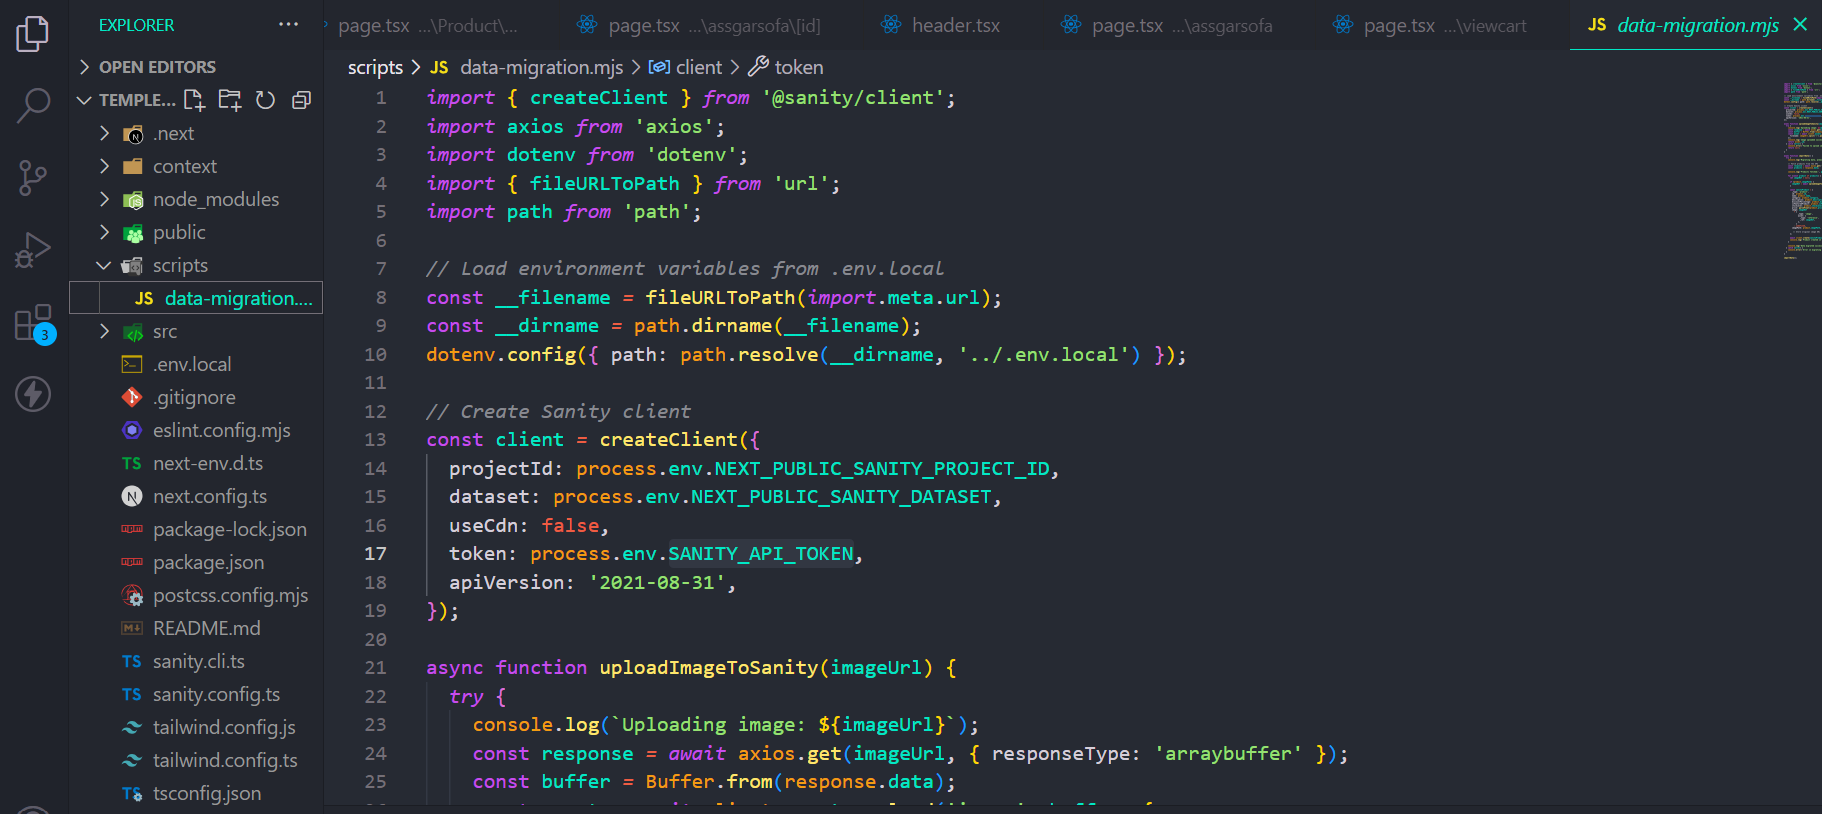 EXPLORER
OPEN EDITORS
TEMPLE...
.next
context
node_modules
public
scripts
JS data-migration....
src
.env.local
.gitignore
eslint.config.mjs
TS next-env.d.ts
N next.config.ts
package-lock.json
package.json
postcss.config.mjs
README.md
TS sanity.cli.ts
TS sanity.config.ts
tailwind.config.js
tailwind.config.ts
TS tsconfig.json
3
page.tsx ...\Product\...
page.tsx ...\assgarsofa\[id]
header.tsx
page.tsx ...\assgarsofa
page.tsx ...\viewcart
JS data-migration.mjs
scripts > JS data-migration.mjs > client > token
1 import { createClient } from '@sanity/client';
2 import axios from 'axios';
3 import dotenv from 'dotenv';
4 import { fileURLToPath } from 'url';
5 import path from 'path';
6
7 // Load environment variables from .env.local
8 const __filename = fileURLToPath(import.meta.url);
9 const __dirname = path.dirname(__filename);
10 dotenv.config({ path: path.resolve(__dirname, '../.env.local') });
11
12 // Create Sanity client
13 const client = createClient({
14 projectId: process.env.NEXT_PUBLIC_SANITY_PROJECT_ID,
15 dataset: process.env.NEXT_PUBLIC_SANITY_DATASET,
16 useCdn: false,
17 token: process.env.SANITY_API_TOKEN,
18 apiVersion: '2021-08-31',
19 });
20
21 async function uploadImageToSanity(imageUrl) {
22 try {
23 console.log(`Uploading image: ${imageUrl}`);
24 const response = await axios.get(imageUrl, { responseType: 'arraybuffer' });
25 const buffer = Buffer.from(response.data);